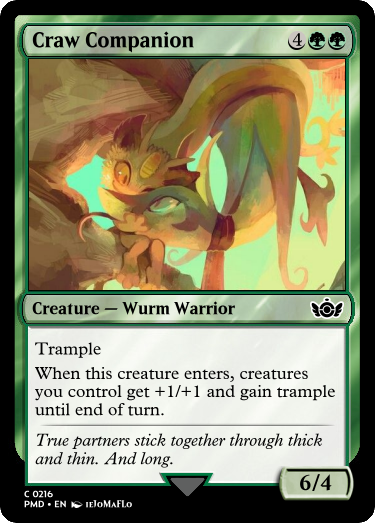 Craw Companion 4
Creature — Wurm Warrior
Trample
When this creature enters, creatures
you control get +1/+1 and gain trample
until end of turn.
True partners stick together through thick
and thin. And long.
6/4
C 0216
PMD • EN IEJOMAFLO